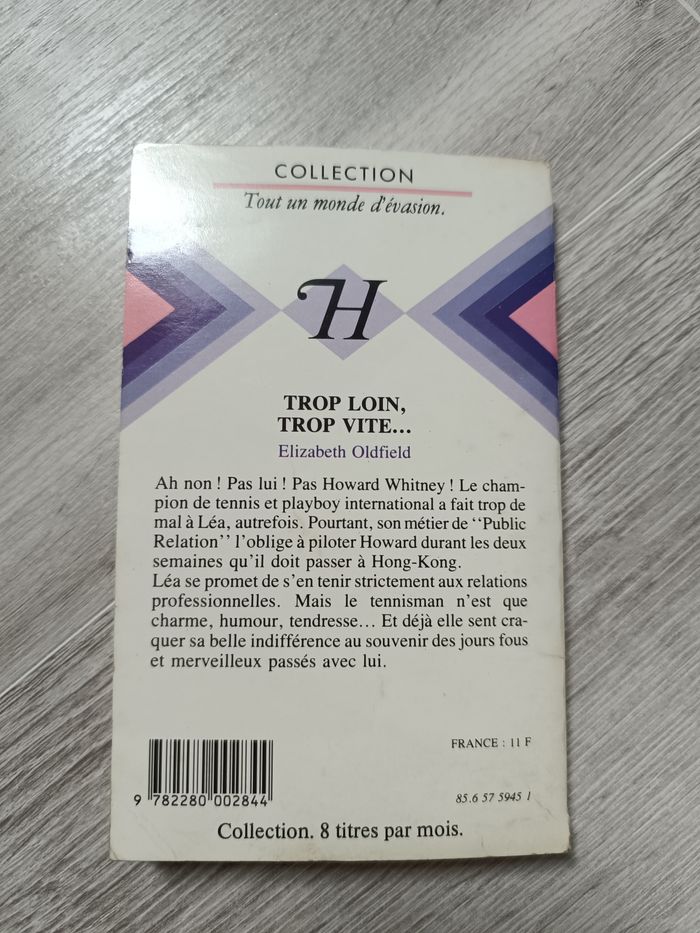 COLLECTION
Tout un monde d'évasion.
H
TROP LOIN,
TROP VITE...
Elizabeth Oldfield
Ah non ! Pas lui ! Pas Howard Whitney ! Le cham-
pion de tennis et playboy international a fait trop de
mal à Léa, autrefois. Pourtant, son métier de ‘‘Public
Relation’’ l'oblige à piloter Howard durant les deux
semaines qu'il doit passer à Hong-Kong.
Léa se promet de s'en tenir strictement aux relations
professionnelles. Mais le tennisman n'est que
charme, humour, tendresse... Et déjà elle sent cra-
quer sa belle indifférence au souvenir des jours fous
et merveilleux passés avec lui.
FRANCE : 11 F
9 782280 002844
85.6 57 5945 1
Collection. 8 titres par mois.